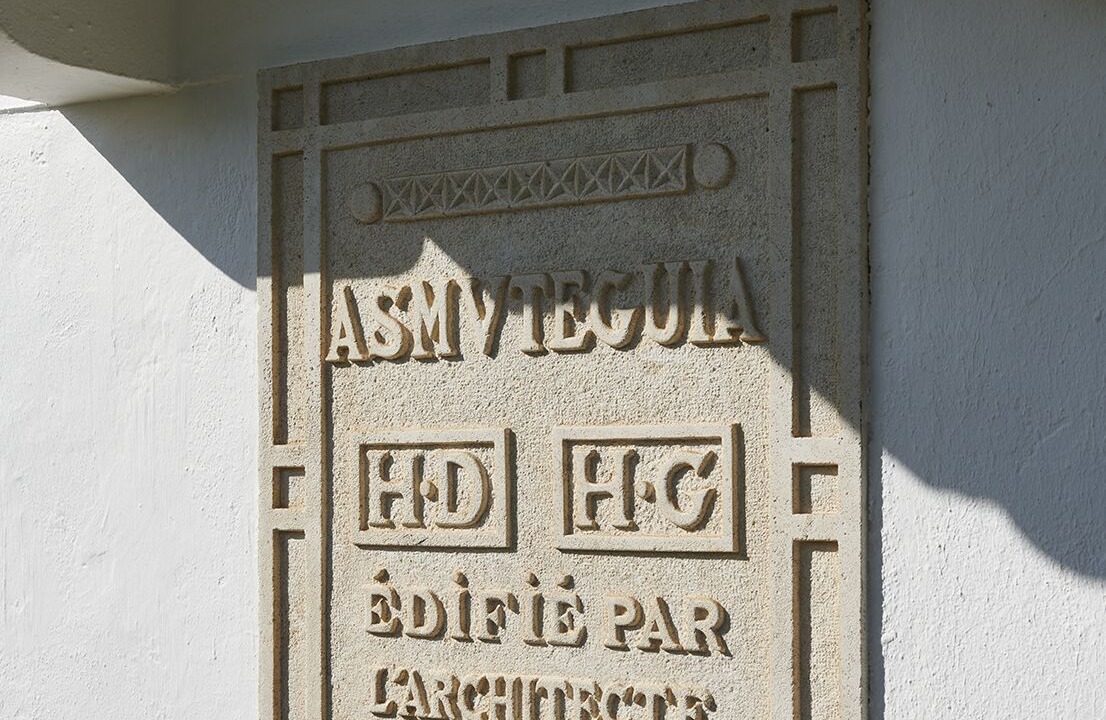 ASMVTEGUIA
H·D H·G
ÉDIFIÉ PAR
L'ARCHITECTE